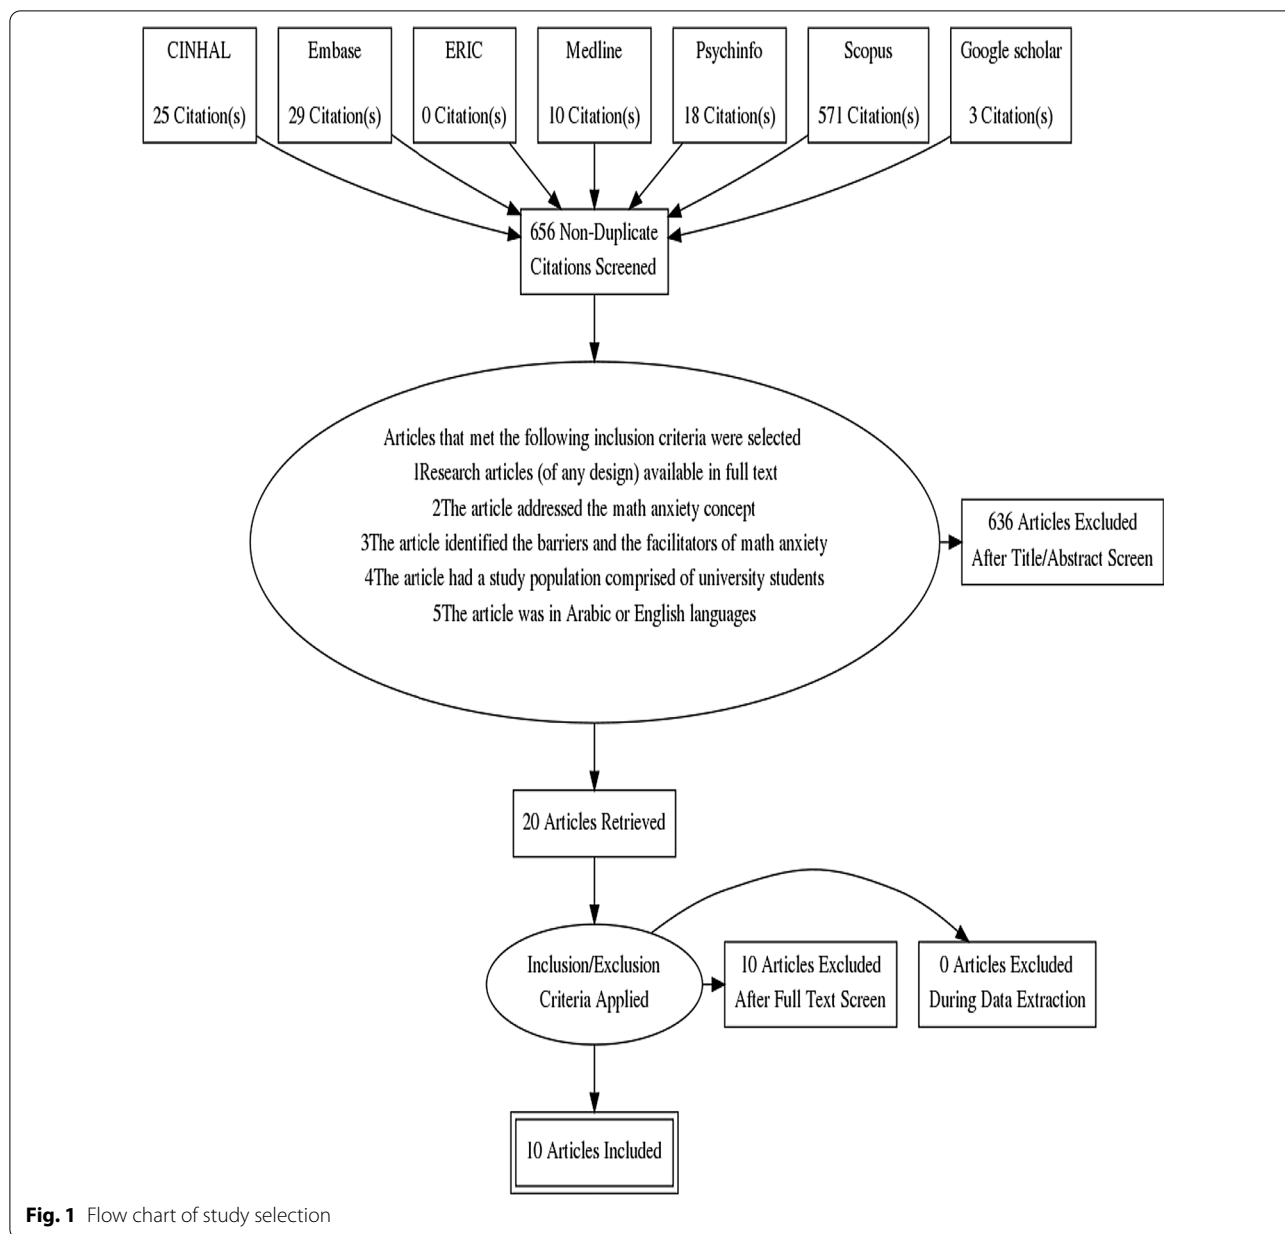 CINHAL
25 Citation(s)
Embase
29 Citation(s)
ERIC
0 Citation(s)
Medline
10 Citation(s)
Psychinfo
18 Citation(s)
Scopus
571 Citation(s)
Google scholar
3 Citation(s)
656 Non-Duplicate
Citations Screened
Articles that met the following inclusion criteria were selected
1Research articles (of any design) available in full text
2The article addressed the math anxiety concept
3The article identified the barriers and the facilitators of math anxiety
4The article had a study population comprised of university students
5The article was in Arabic or English languages
636 Articles Excluded
After Title/Abstract Screen
20 Articles Retrieved
Inclusion/Exclusion
Criteria Applied
10 Articles Excluded
After Full Text Screen
0 Articles Excluded
During Data Extraction
10 Articles Included
Fig. 1 Flow chart of study selection